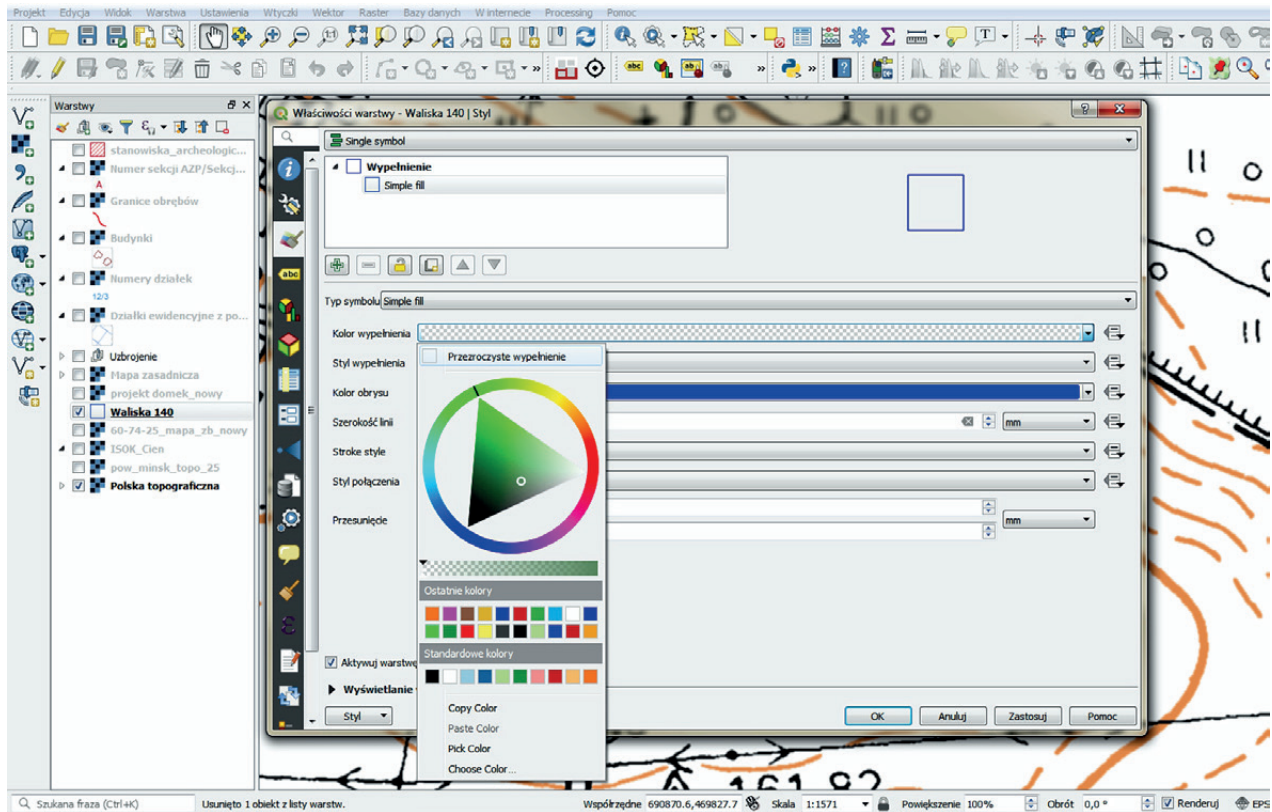 Projekt Edycja Widok Warstwa Ustawienia Wtyczki Wektor Raster Bazy danych W internecie Processing Pomoc
Warstwy
stanowiska_archeologic...
Numer sekcji AZP/Sekcj...
A
Granice obrębów
Budynki
Numery działek
12/3
Działki ewidencyjne z po...
Uzbrojenie
Mapa zasadnicza
projekt domek_nowy
Waliska 140
60-74-25_mapa_zb_nowy
ISOK_Cien
pow_minsk_topo_25
Polska topograficzna
Właściwości warstwy - Waliska 140 | Styl
Single symbol
Wypełnienie
Simple fill
abc
Typ symbolu Simple fill
Kolor wypełnienia
Przezroczyste wypełnienie
Styl wypełnienia
Kolor obrysu
Szerokość linii mm
Stroke style
Styl połączenia
Przesunięcie mm
Ostatnie kolory
Standardowe kolory
Aktywuj warstwę
Wyświetlanie
Copy Color
Paste Color
Pick Color
Choose Color...
Styl OK Anuluj Zastosuj Pomoc
161.82
Szukana fraza (Ctrl+K) Usunięto 1 obiekt z listy warstw. Współrzędne 690870.6,469827.7 Skala 1:1571 Powiększenie 100% Obrót 0,0 ° Renderuj EPS